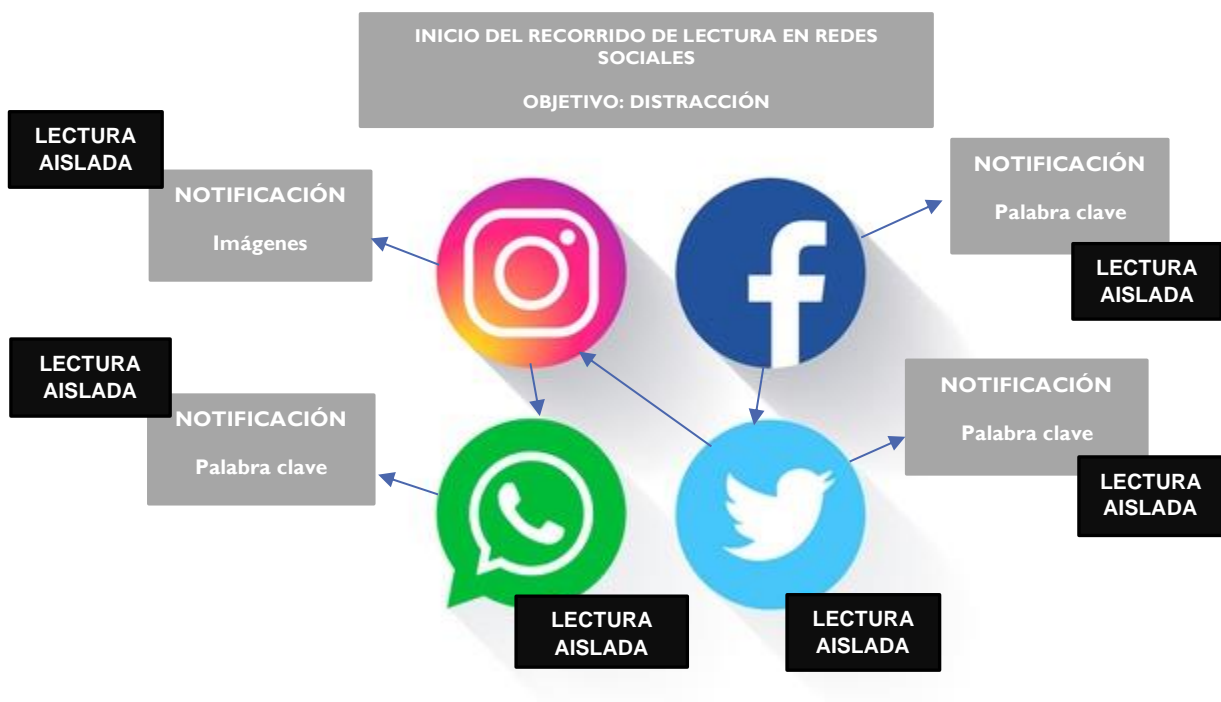 INICIO DEL RECORRIDO DE LECTURA EN REDES
SOCIALES
OBJETIVO: DISTRACCIÓN
LECTURA
AISLADA
NOTIFICACIÓN
Imágenes
NOTIFICACIÓN
Palabra clave
LECTURA
AISLADA
LECTURA
AISLADA
NOTIFICACIÓN
Palabra clave
NOTIFICACIÓN
Palabra clave
LECTURA
AISLADA
LECTURA
AISLADA
LECTURA
AISLADA